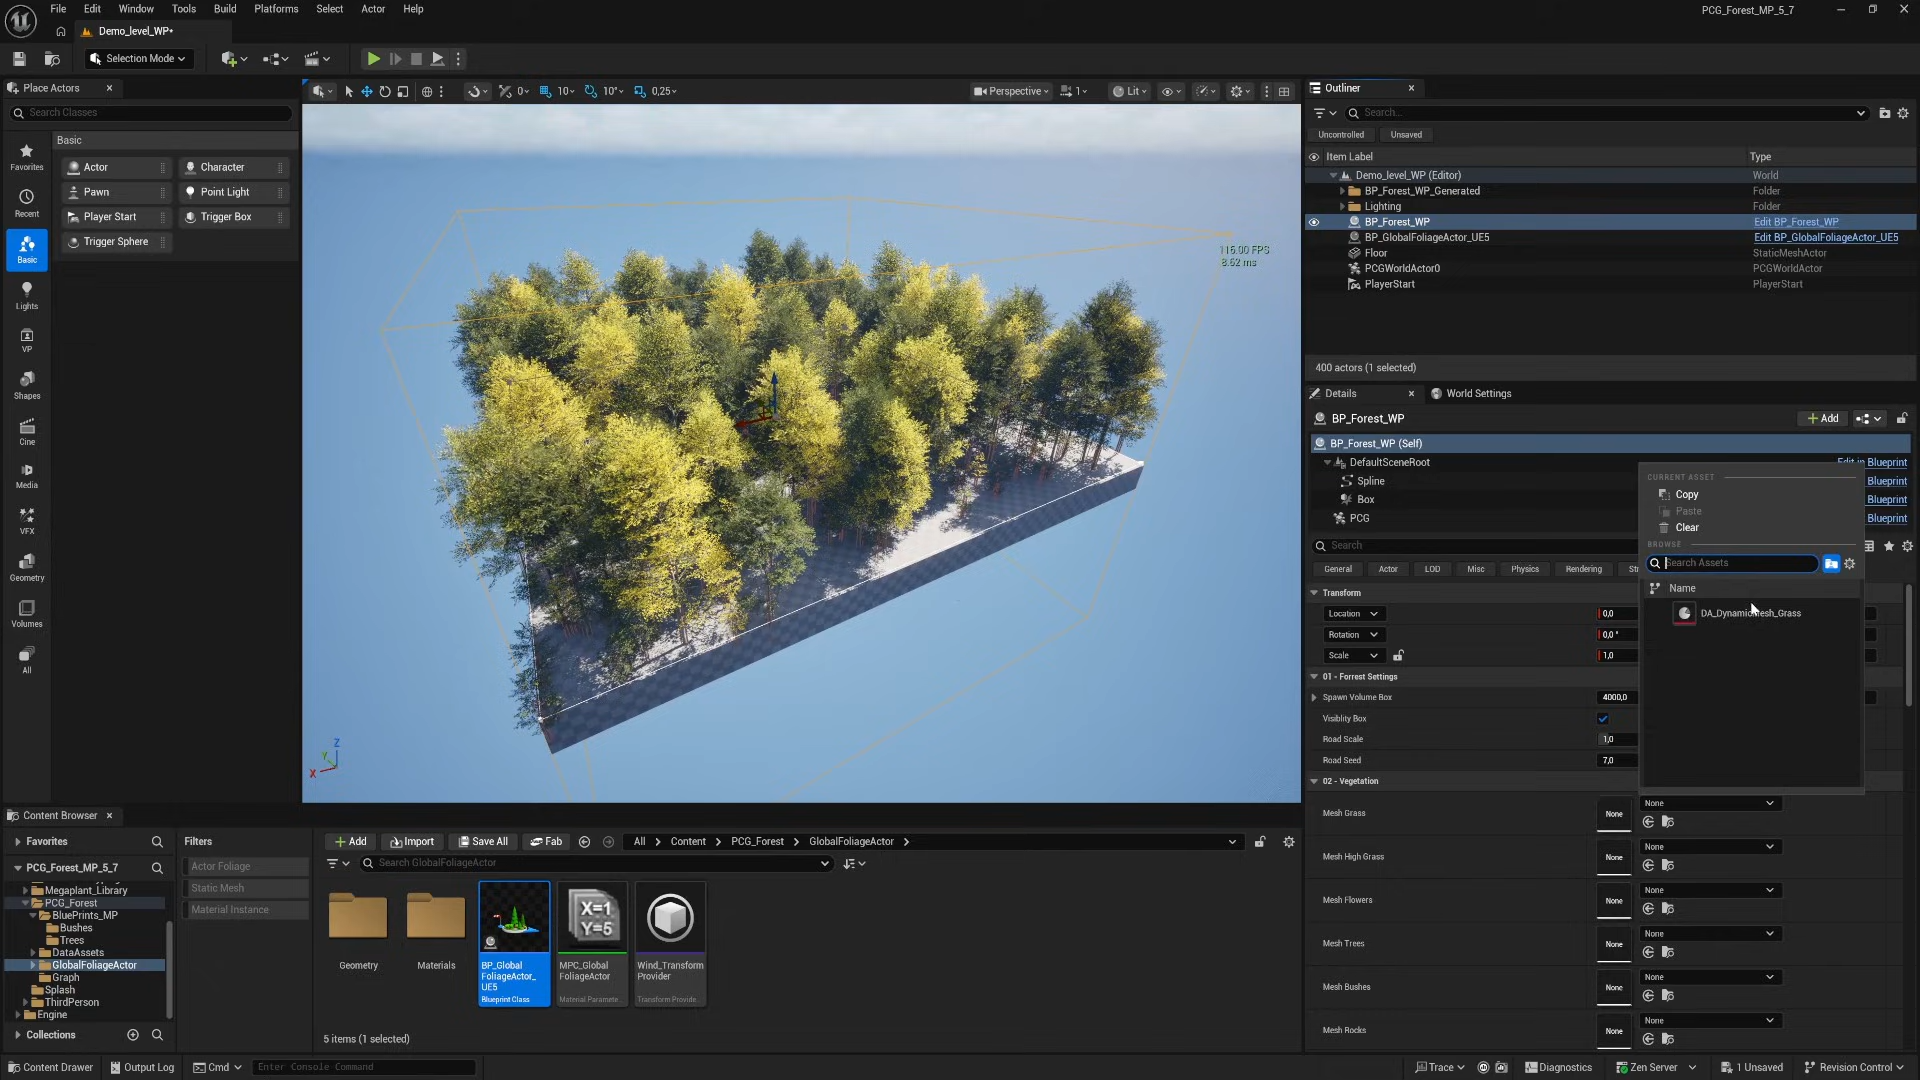 File Edit Window Tools Build Platforms Select Actor Help
PCG_Forest_MP_5_7
Demo_level_WP*
Selection Mode
Place Actors
Search Classes
Basic
Favorites
Recent
Basic
Lights
VP
Shapes
Cine
Media
VFX
Geometry
Volumes
All
Actor Character
Pawn Point Light
Player Start Trigger Box
Trigger Sphere
0 10 10° 0,25
Perspective 1 Lit
116.00 FPS
8.62 ms
Z
Y
X
Outliner
Search...
Uncontrolled Unsaved
Item Label Type
Demo_level_WP (Editor) World
BP_Forest_WP_Generated Folder
Lighting Folder
BP_Forest_WP Edit BP_Forest_WP
BP_GlobalFoliageActor_UE5 Edit BP_GlobalFoliageActor_UE5
Floor StaticMeshActor
PCGWorldActor0 PCGWorldActor
PlayerStart PlayerStart
400 actors (1 selected)
Details World Settings
BP_Forest_WP Add
BP_Forest_WP (Self)
DefaultSceneRoot
Spline Blueprint
Box Blueprint
PCG Blueprint
Search
General Actor LOD Misc Physics Rendering
Transform
Location 0,0
Rotation 0,0 °
Scale 1,0
01 - Forrest Settings
Spawn Volume Box 4000,0
Visiblity Box
Road Scale 1,0
Road Seed 7,0
02 - Vegetation
Mesh Grass None None
Mesh High Grass None None
Mesh Flowers None None
Mesh Trees None None
Mesh Bushes None None
Mesh Rocks None None
CURRENT ASSET
Copy
Paste
Clear
BROWSE
Search Assets
Name
Content Browser
Favorites
PCG_Forest_MP_5_7
Megaplant_Library
PCG_Forest
BluePrints_MP
Bushes
Trees
DataAssets
GlobalFoliageActor
Graph
Splash
ThirdPerson
Engine
Collections
Filters
Actor Foliage
Static Mesh
Material Instance
Add Import Save All Fab All Content PCG_Forest GlobalFoliageActor
Search GlobalFoliageActor
Geometry
Materials
BP_Global
FoliageActor_
UE5
Blueprint Class
X=1
Y=5
MPC_Global
FoliageActor
Material Paramete...
Wind_Transform
Provider
Transform Provide...
5 items (1 selected)
Content Drawer Output Log Cmd Enter Console Command
Trace Diagnostics Zen Server 1 Unsaved Revision Control